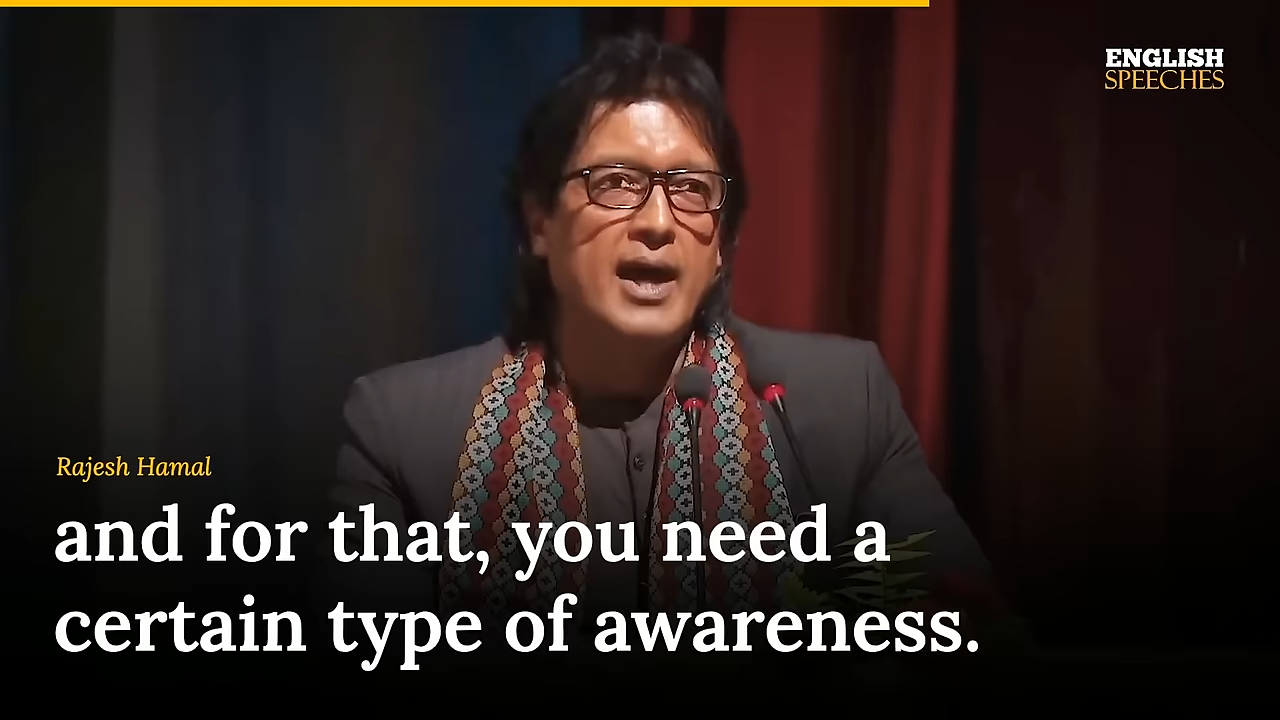 ENGLISH
SPEECHES
Rajesh Hamal
and for that, you need a
certain type of awareness.